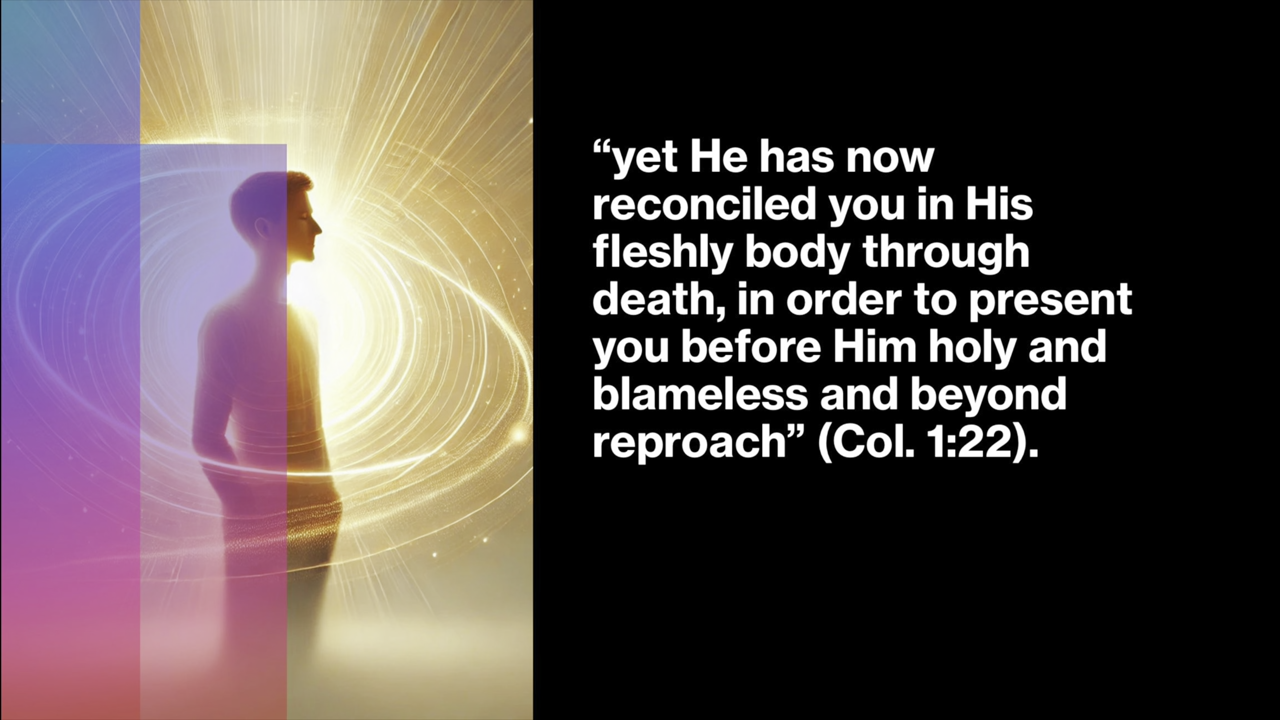 “yet He has now
reconciled you in His
fleshly body through
death, in order to present
you before Him holy and
blameless and beyond
reproach” (Col. 1:22).